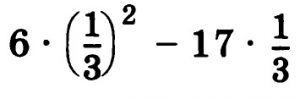 6 · (1/3)² − 17 · 1/3